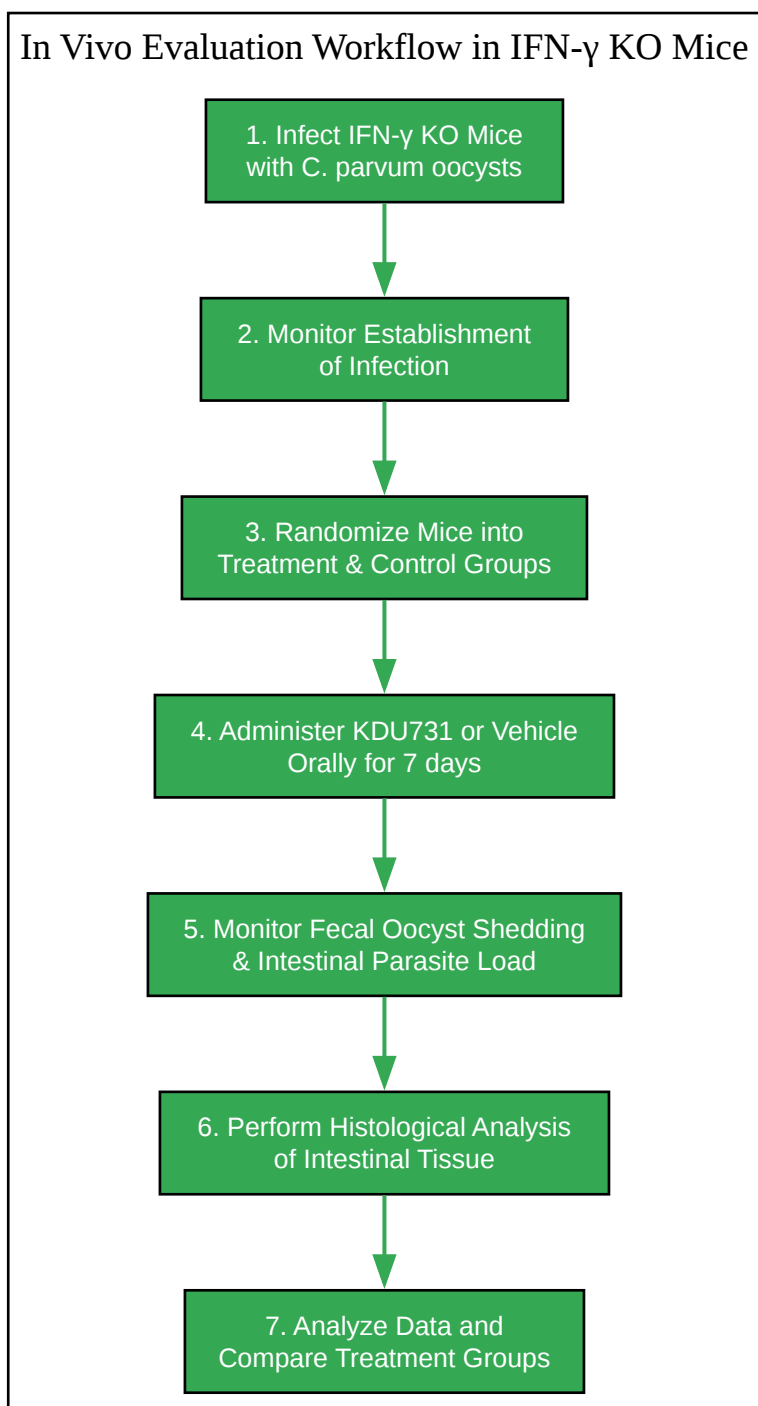 In Vivo Evaluation Workflow in IFN-γ KO Mice
1. Infect IFN-γ KO Mice
with C. parvum oocysts
2. Monitor Establishment
of Infection
3. Randomize Mice into
Treatment & Control Groups
4. Administer KDU731 or Vehicle
Orally for 7 days
5. Monitor Fecal Oocyst Shedding
& Intestinal Parasite Load
6. Perform Histological Analysis
of Intestinal Tissue
7. Analyze Data and
Compare Treatment Groups